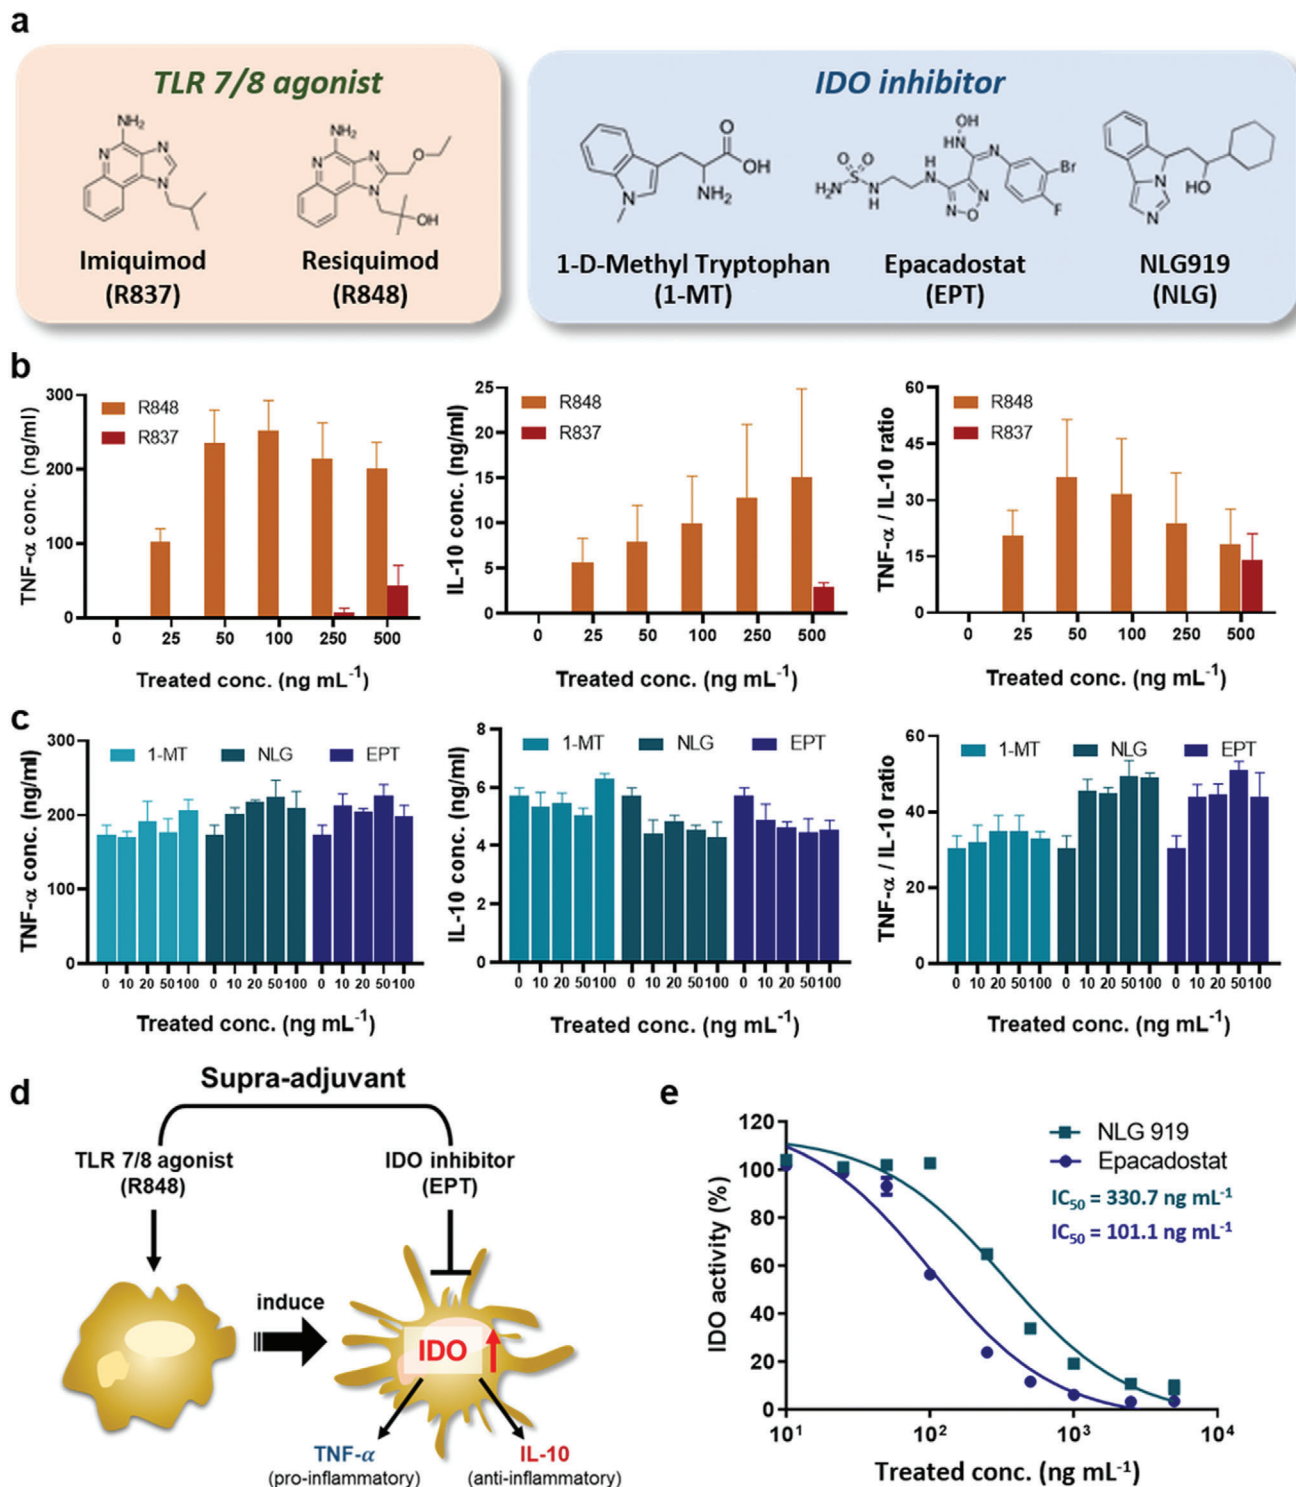 a
TLR 7/8 agonist
NH₂
N
N
N
Imiquimod
(R837)
NH₂
N
N
N
O
OH
Resiquimod
(R848)
IDO inhibitor
O
OH
NH₂
N
1-D-Methyl Tryptophan
(1-MT)
OH
HN
N
Br
F
H
N
O O
S
H₂N
N
H
N
O
N
Epacadostat
(EPT)
N
N
HO
NLG919
(NLG)
b
TNF-α conc. (ng/ml)
300
200
100
0
R848
R837
0 25 50 100 250 500
Treated conc. (ng mL⁻¹)
IL-10 conc. (ng/ml)
25
20
15
10
5
0
R848
R837
0 25 50 100 250 500
Treated conc. (ng mL⁻¹)
TNF-α / IL-10 ratio
60
45
30
15
0
R848
R837
0 25 50 100 250 500
Treated conc. (ng mL⁻¹)
c
TNF-α conc. (ng/ml)
300
200
100
0
1-MT NLG EPT
0 10 20 50 100 0 10 20 50 100 0 10 20 50 100
Treated conc. (ng mL⁻¹)
IL-10 conc. (ng/ml)
8
6
4
2
0
1-MT NLG EPT
0 10 20 50 100 0 10 20 50 100 0 10 20 50 100
Treated conc. (ng mL⁻¹)
TNF-α / IL-10 ratio
60
40
20
0
1-MT NLG EPT
0 10 20 50 100 0 10 20 50 100 0 10 20 50 100
Treated conc. (ng mL⁻¹)
d
Supra-adjuvant
TLR 7/8 agonist
(R848)
IDO inhibitor
(EPT)
induce
IDO
TNF-α
(pro-inflammatory)
IL-10
(anti-inflammatory)
e
IDO activity (%)
120
100
80
60
40
20
0
NLG 919
Epacadostat
IC₅₀ = 330.7 ng mL⁻¹
IC₅₀ = 101.1 ng mL⁻¹
10¹ 10² 10³ 10⁴
Treated conc. (ng mL⁻¹)